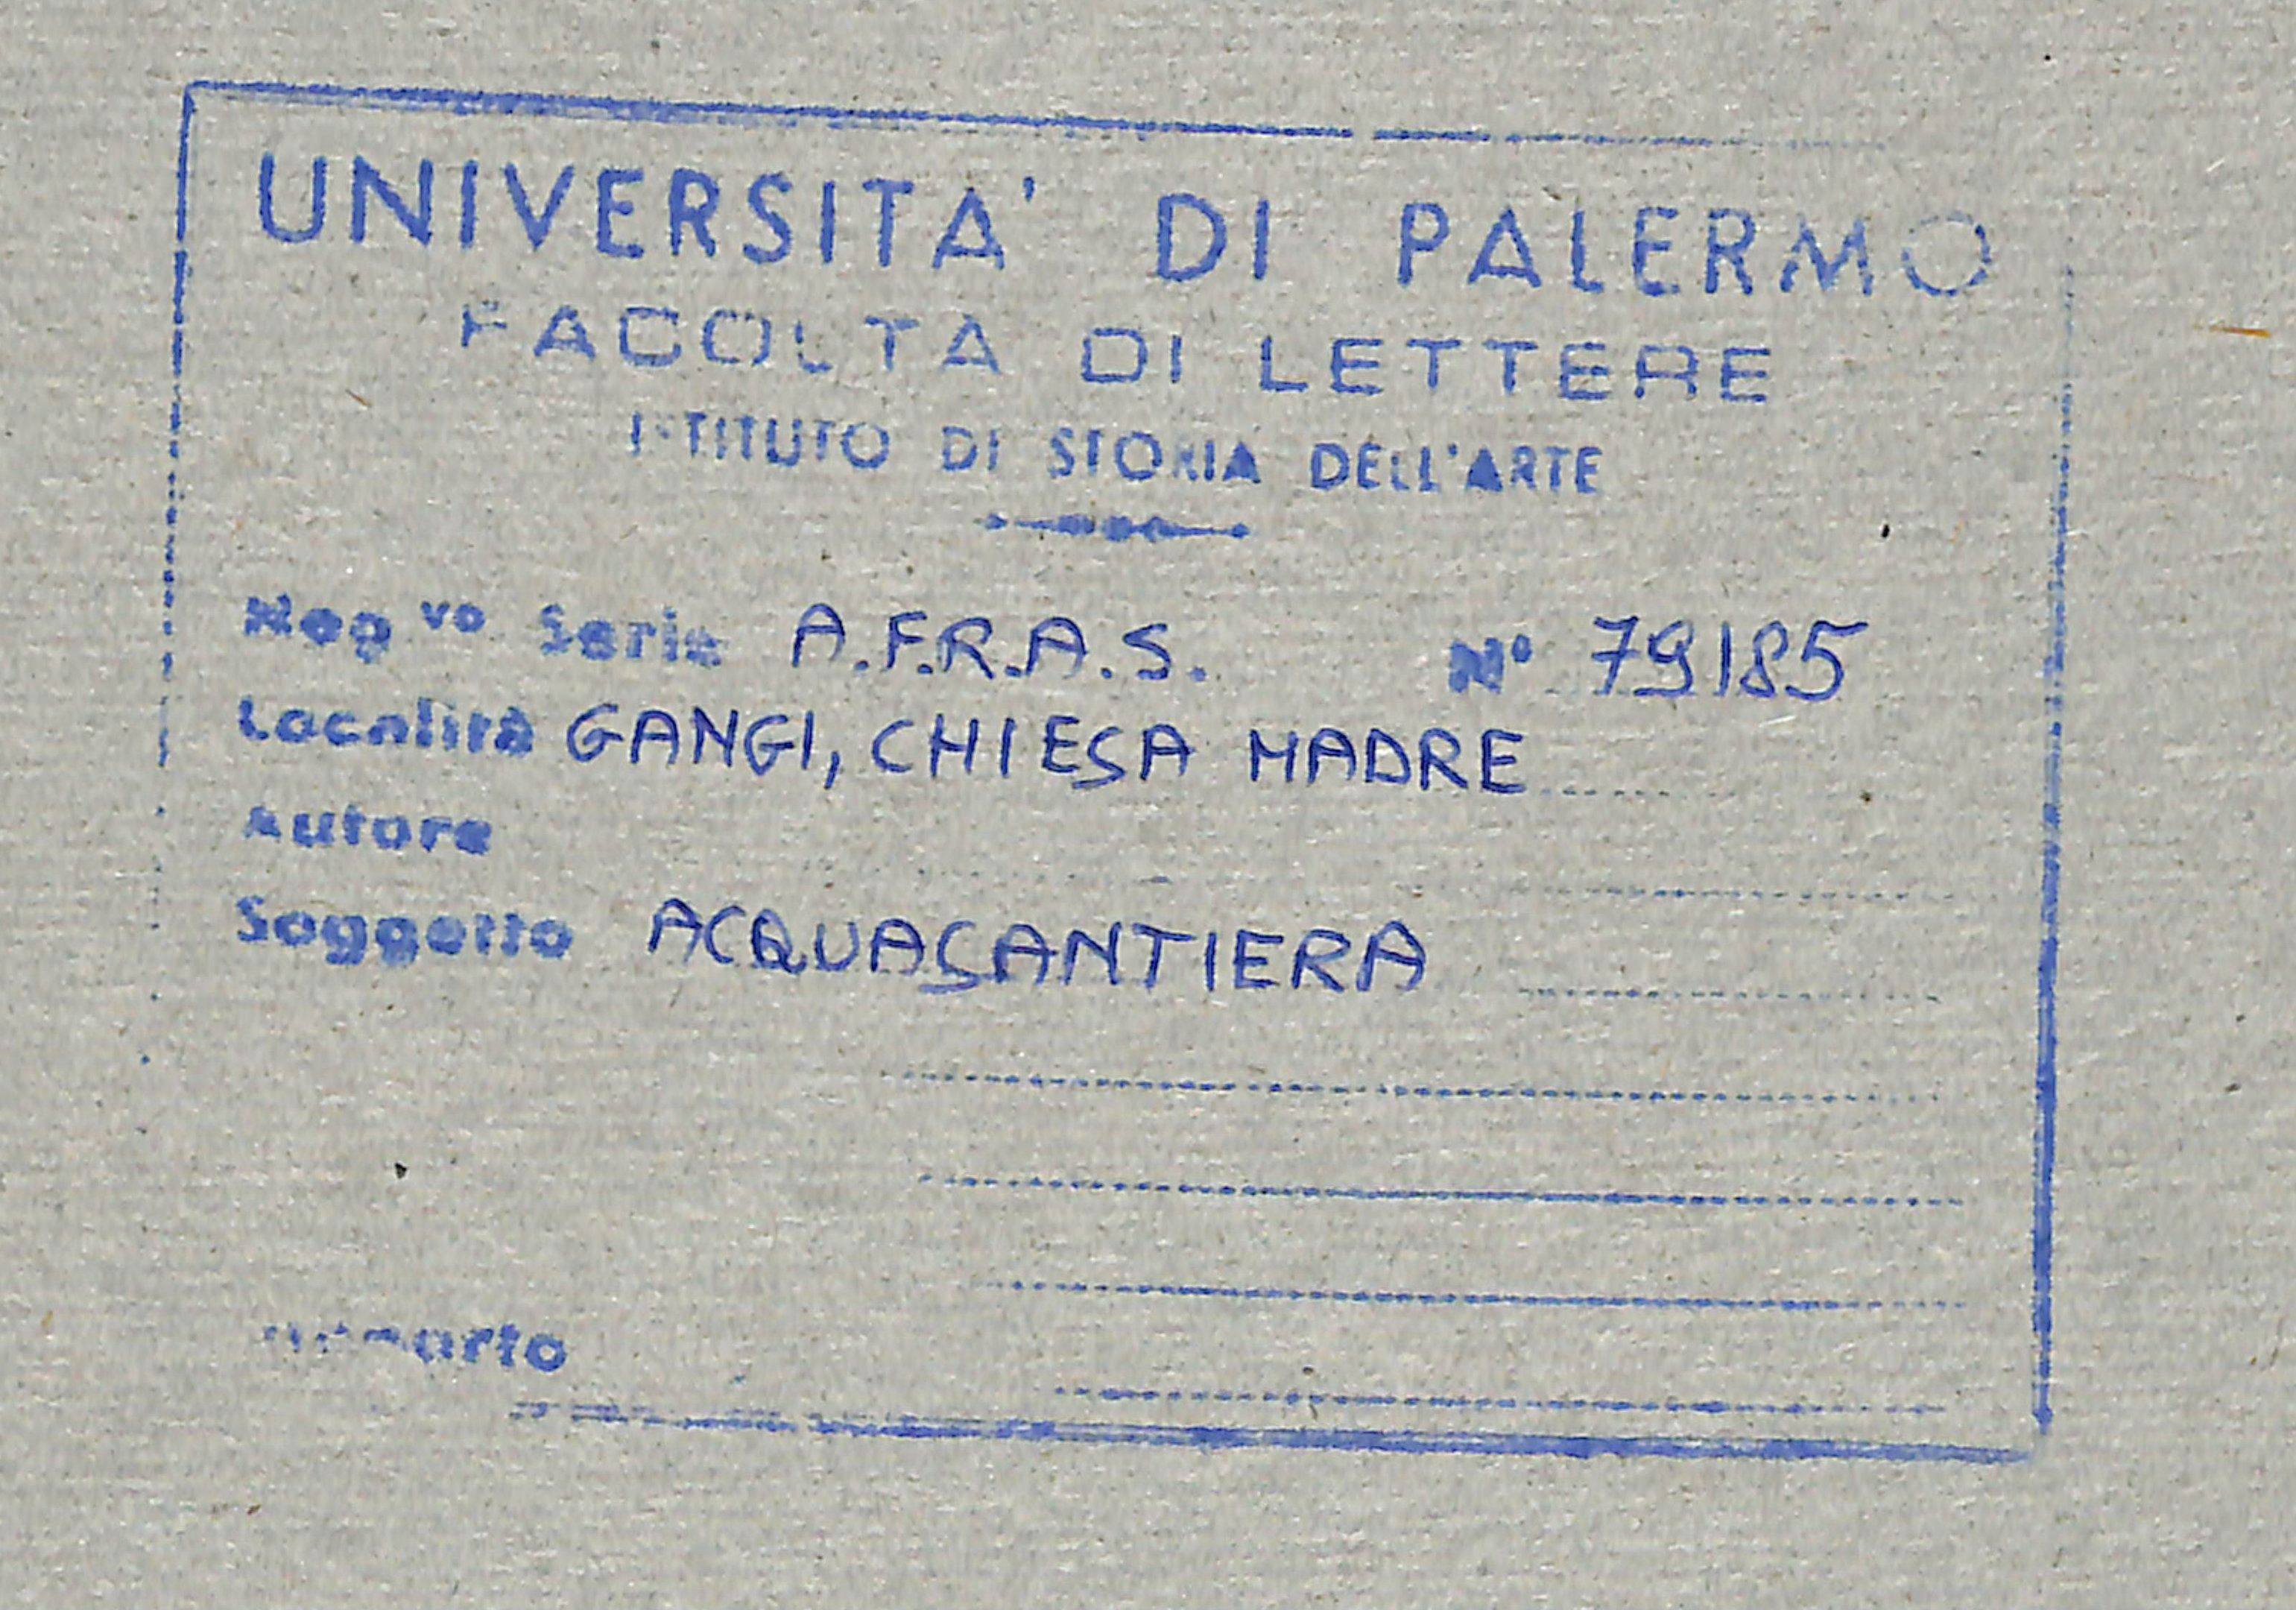 UNIVERSITA' DI PALERMO
FACOLTA DI LETTERE
ISTITUTO DI STORIA DELL'ARTE
Neg vo Serie A.F.R.A.S. N° 79185
Località GANGI, CHIESA MADRE
Autore
Soggetto ACQUASANTIERA